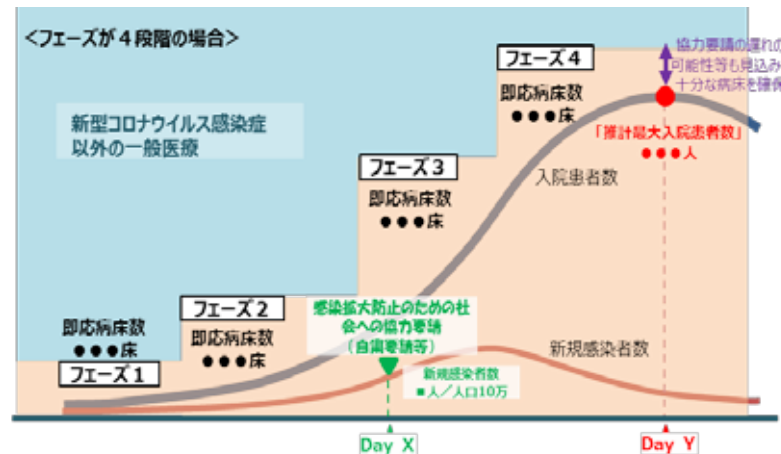 <フェーズが4段階の場合>
新型コロナウイルス感染症
以外の一般医療
フェーズ4
即応病床数
●●●床
協力要請の遅れの
可能性等も見込み
十分な病床を確保
「推計最大入院患者数」
●●●人
フェーズ3
即応病床数
●●●床
入院患者数
フェーズ2
即応病床数
●●●床
即応病床数
●●●床
フェーズ1
感染拡大防止のための社
会への協力要請
(自粛要請等)
新規感染者数
■人/人口10万
新規感染者数
Day X
Day Y